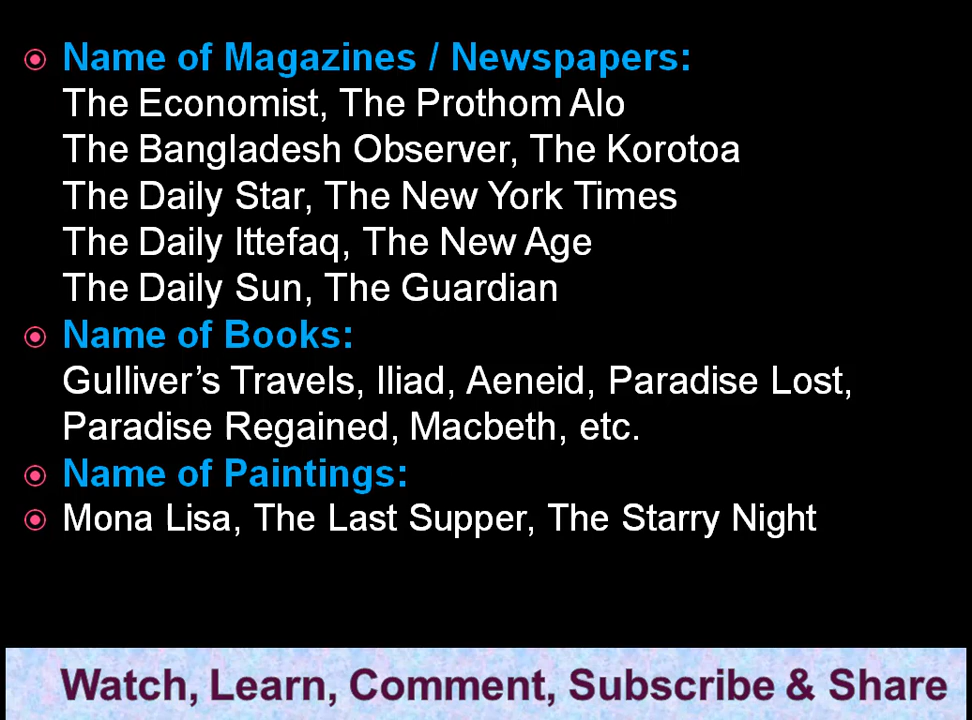 Name of Magazines / Newspapers:
The Economist, The Prothom Alo
The Bangladesh Observer, The Korotoa
The Daily Star, The New York Times
The Daily Ittefaq, The New Age
The Daily Sun, The Guardian
Name of Books:
Gulliver’s Travels, Iliad, Aeneid, Paradise Lost,
Paradise Regained, Macbeth, etc.
Name of Paintings:
Mona Lisa, The Last Supper, The Starry Night
Watch, Learn, Comment, Subscribe & Share